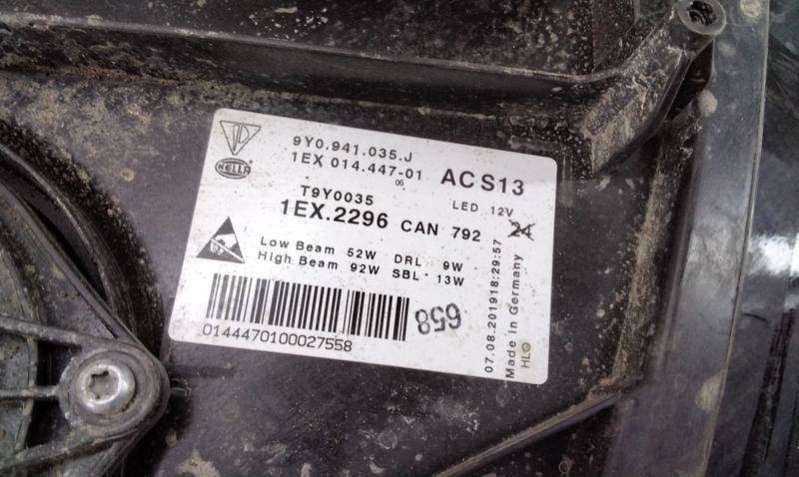 9Y0.941.035.J
HELLA
1EX 014.447-01
06
ACS13
T9Y0035
LED 12V
1EX.2296 CAN 792
24
Low Beam 52W DRL 9W
High Beam 92W SBL 13W
658
0144470100027558
07.08.2019 18:29:57
Made in Germany
HLO